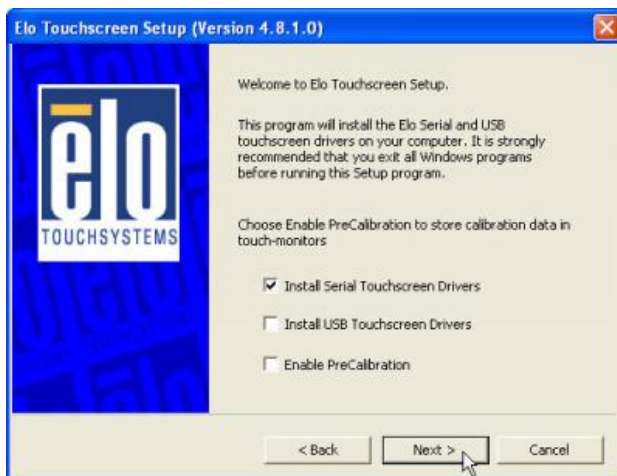 Elo Touchscreen Setup (Version 4.8.1.0)
elo
TOUCHSYSTEMS
Welcome to Elo Touchscreen Setup.
This program will install the Elo Serial and USB
touchscreen drivers on your computer. It is strongly
recommended that you exit all Windows programs
before running this Setup program.
Choose Enable PreCalibration to store calibration data in
touch-monitors
Install Serial Touchscreen Drivers
Install USB Touchscreen Drivers
Enable PreCalibration
< Back
Next >
Cancel